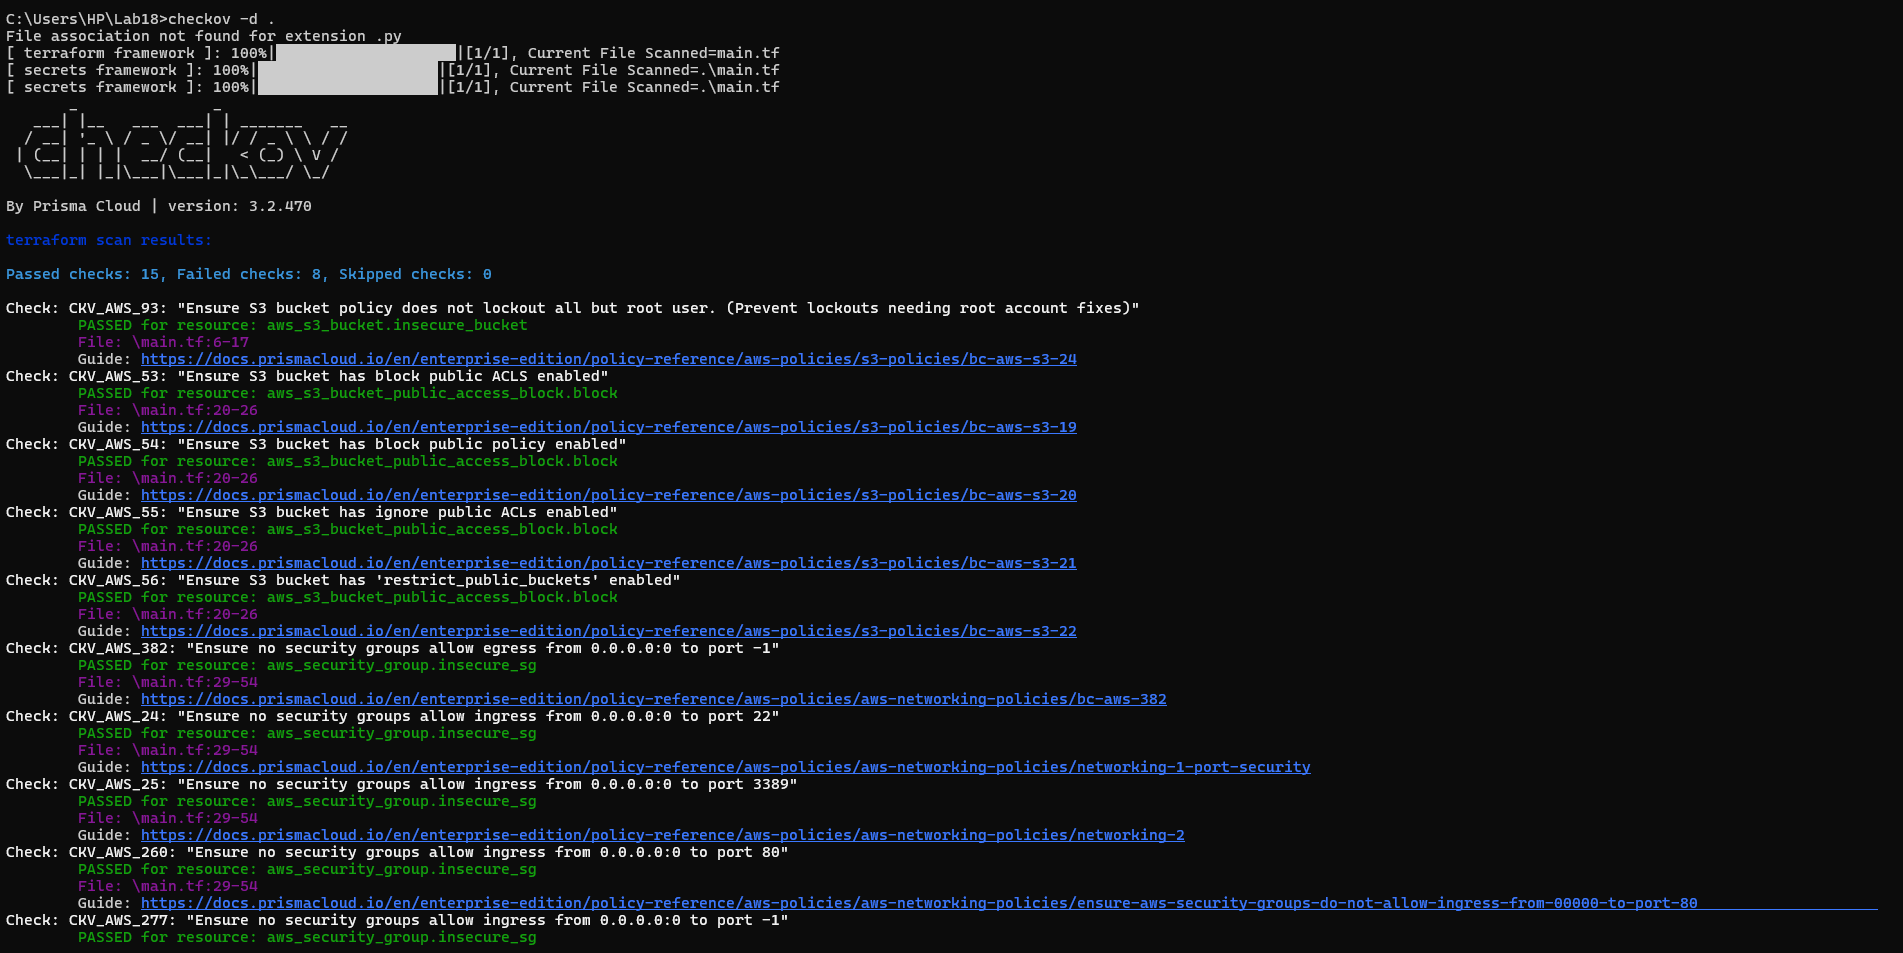 C:\Users\HP\Lab18>checkov -d .
File association not found for extension .py
[ terraform framework ]: 100%|████████████████████|[1/1], Current File Scanned=main.tf
[ secrets framework ]: 100%|████████████████████|[1/1], Current File Scanned=.\main.tf
[ secrets framework ]: 100%|████████████████████|[1/1], Current File Scanned=.\main.tf
       _               _
   ___| |__   ___  ___| | _______   __
  / __| '_ \ / _ \/ __| |/ / _ \ \ / /
 | (__| | | |  __/ (__|   < (_) \ V /
  \___|_| |_|\___|\___|_|\_\___/ \_/
By Prisma Cloud | version: 3.2.470
terraform scan results:
Passed checks: 15, Failed checks: 8, Skipped checks: 0
Check: CKV_AWS_93: "Ensure S3 bucket policy does not lockout all but root user. (Prevent lockouts needing root account fixes)"
        PASSED for resource: aws_s3_bucket.insecure_bucket
        File: \main.tf:6-17
        Guide: https://docs.prismacloud.io/en/enterprise-edition/policy-reference/aws-policies/s3-policies/bc-aws-s3-24
Check: CKV_AWS_53: "Ensure S3 bucket has block public ACLS enabled"
        PASSED for resource: aws_s3_bucket_public_access_block.block
        File: \main.tf:20-26
        Guide: https://docs.prismacloud.io/en/enterprise-edition/policy-reference/aws-policies/s3-policies/bc-aws-s3-19
Check: CKV_AWS_54: "Ensure S3 bucket has block public policy enabled"
        PASSED for resource: aws_s3_bucket_public_access_block.block
        File: \main.tf:20-26
        Guide: https://docs.prismacloud.io/en/enterprise-edition/policy-reference/aws-policies/s3-policies/bc-aws-s3-20
Check: CKV_AWS_55: "Ensure S3 bucket has ignore public ACLs enabled"
        PASSED for resource: aws_s3_bucket_public_access_block.block
        File: \main.tf:20-26
        Guide: https://docs.prismacloud.io/en/enterprise-edition/policy-reference/aws-policies/s3-policies/bc-aws-s3-21
Check: CKV_AWS_56: "Ensure S3 bucket has 'restrict_public_buckets' enabled"
        PASSED for resource: aws_s3_bucket_public_access_block.block
        File: \main.tf:20-26
        Guide: https://docs.prismacloud.io/en/enterprise-edition/policy-reference/aws-policies/s3-policies/bc-aws-s3-22
Check: CKV_AWS_382: "Ensure no security groups allow egress from 0.0.0.0:0 to port -1"
        PASSED for resource: aws_security_group.insecure_sg
        File: \main.tf:29-54
        Guide: https://docs.prismacloud.io/en/enterprise-edition/policy-reference/aws-policies/aws-networking-policies/bc-aws-382
Check: CKV_AWS_24: "Ensure no security groups allow ingress from 0.0.0.0:0 to port 22"
        PASSED for resource: aws_security_group.insecure_sg
        File: \main.tf:29-54
        Guide: https://docs.prismacloud.io/en/enterprise-edition/policy-reference/aws-policies/aws-networking-policies/networking-1-port-security
Check: CKV_AWS_25: "Ensure no security groups allow ingress from 0.0.0.0:0 to port 3389"
        PASSED for resource: aws_security_group.insecure_sg
        File: \main.tf:29-54
        Guide: https://docs.prismacloud.io/en/enterprise-edition/policy-reference/aws-policies/aws-networking-policies/networking-2
Check: CKV_AWS_260: "Ensure no security groups allow ingress from 0.0.0.0:0 to port 80"
        PASSED for resource: aws_security_group.insecure_sg
        File: \main.tf:29-54
        Guide: https://docs.prismacloud.io/en/enterprise-edition/policy-reference/aws-policies/aws-networking-policies/ensure-aws-security-groups-do-not-allow-ingress-from-00000-to-port-80
Check: CKV_AWS_277: "Ensure no security groups allow ingress from 0.0.0.0:0 to port -1"
        PASSED for resource: aws_security_group.insecure_sg